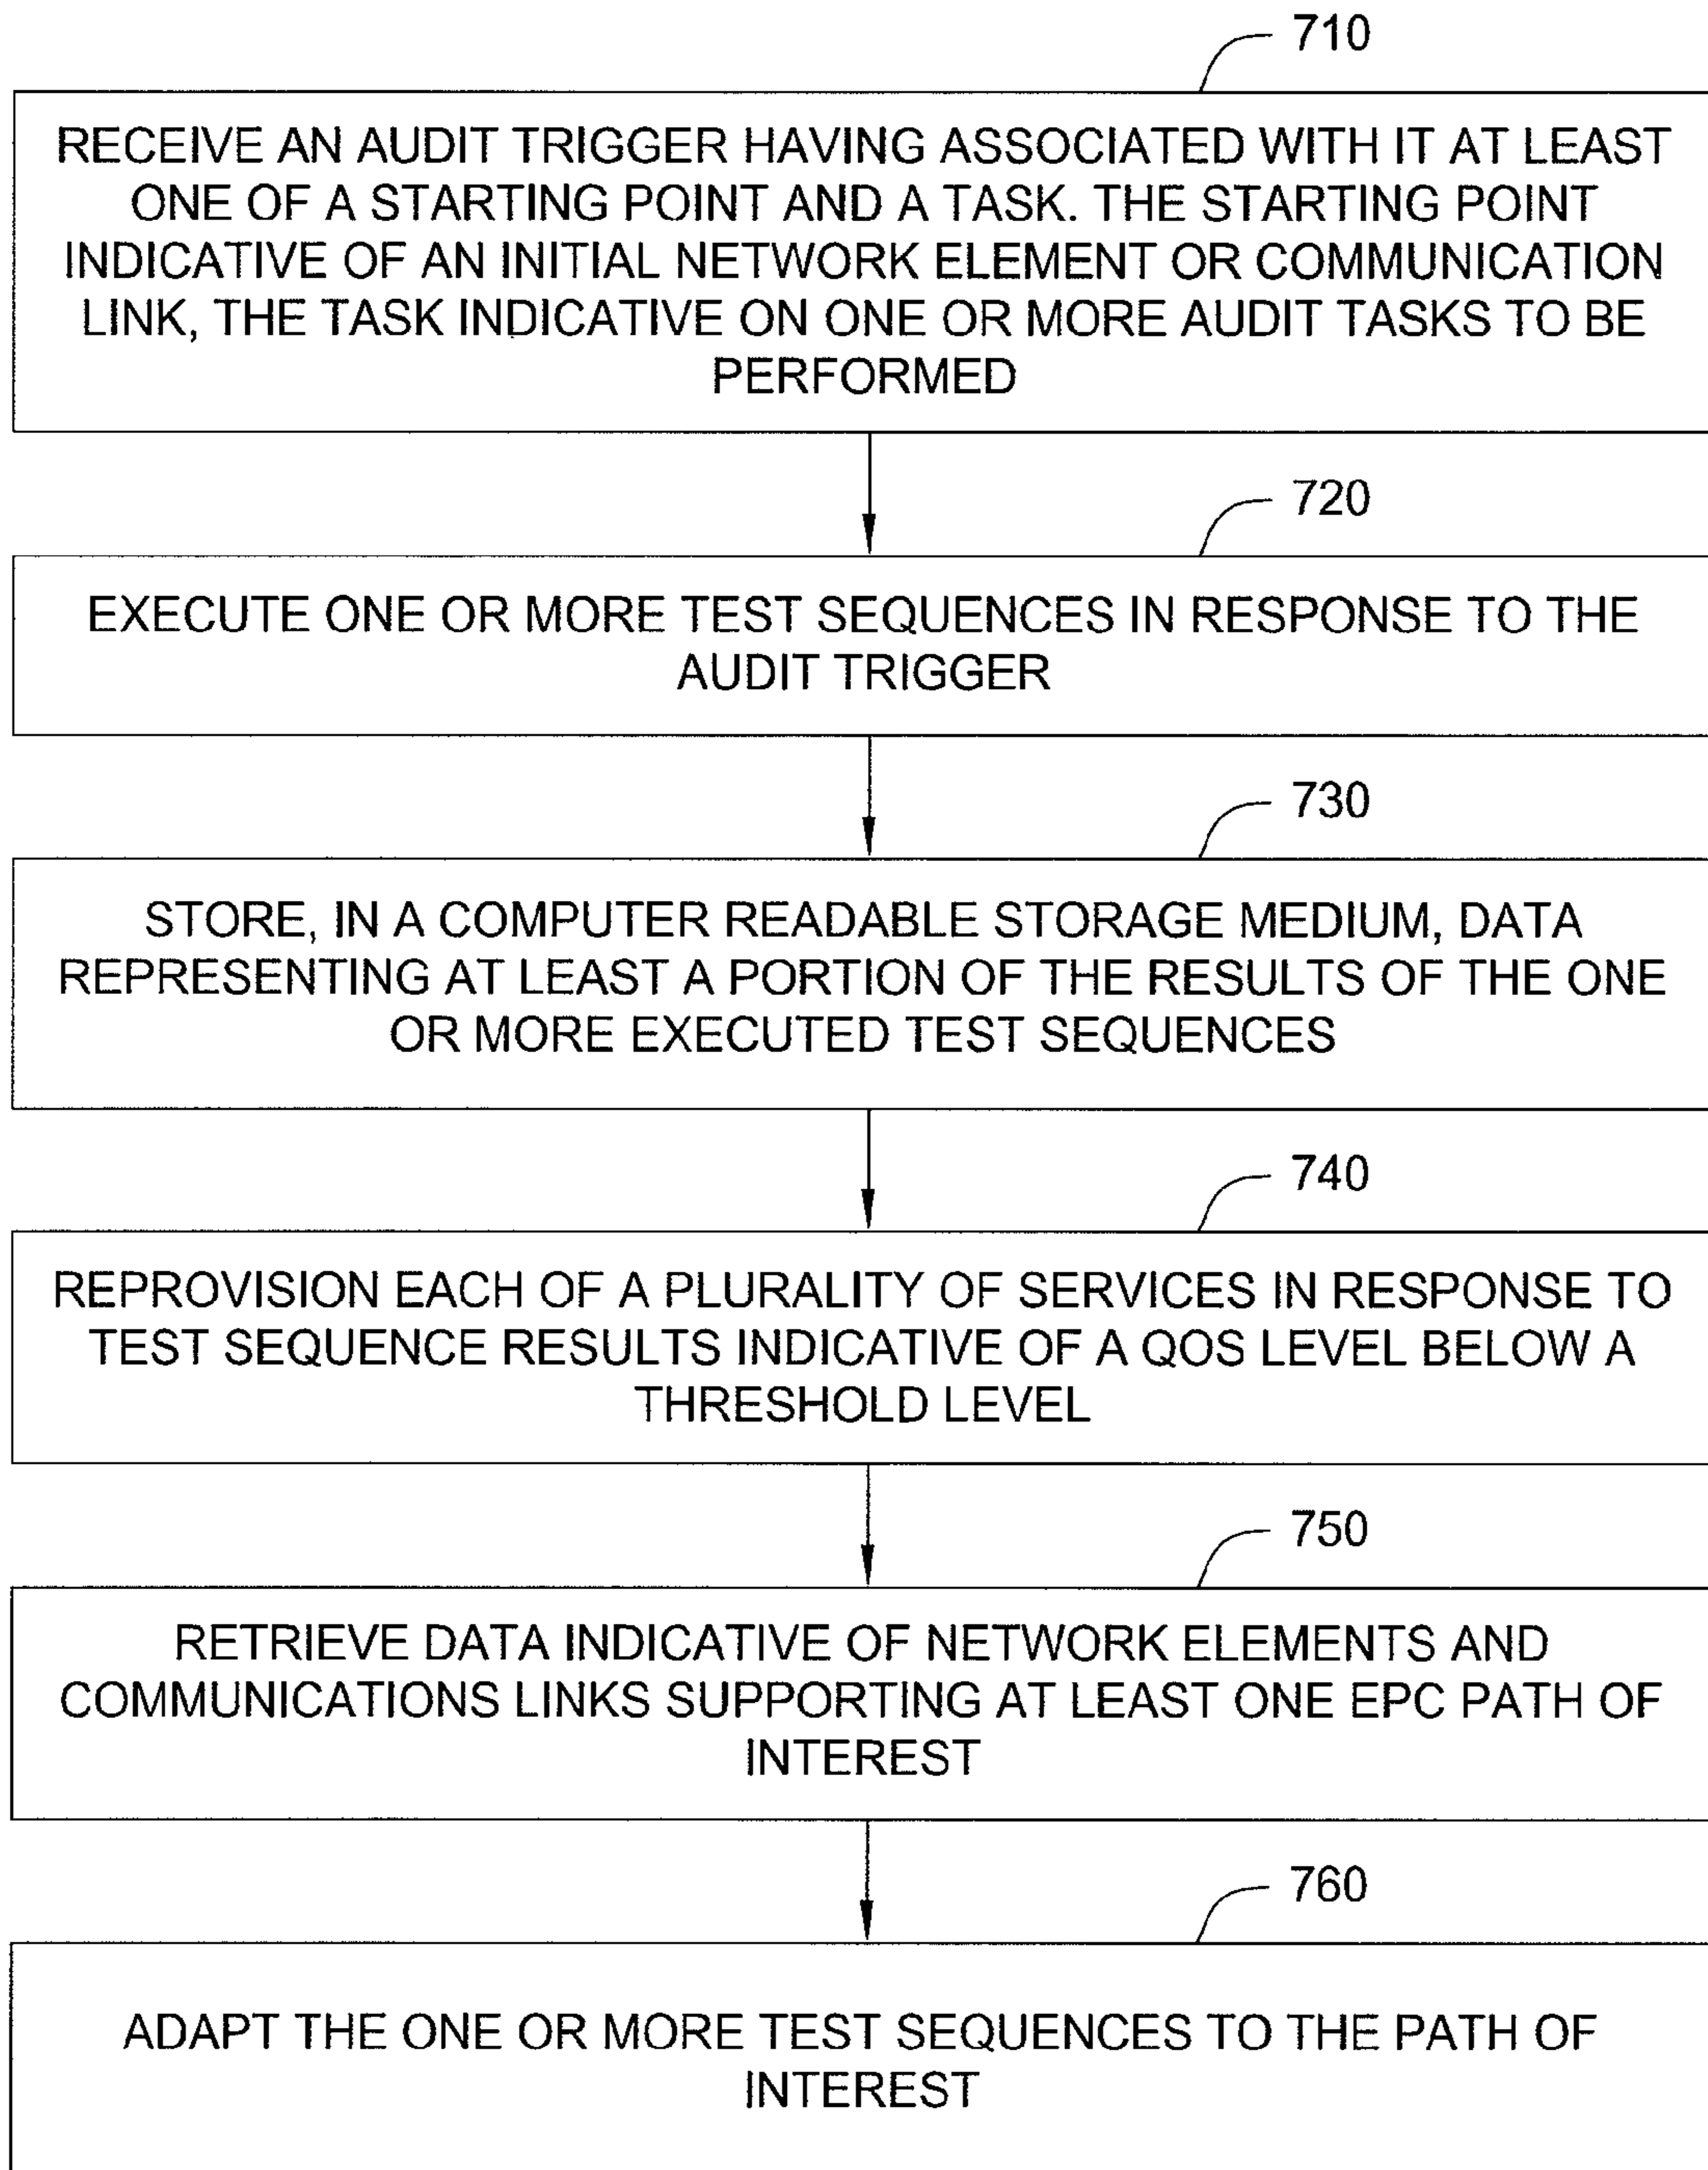 710
RECEIVE AN AUDIT TRIGGER HAVING ASSOCIATED WITH IT AT LEAST
ONE OF A STARTING POINT AND A TASK. THE STARTING POINT
INDICATIVE OF AN INITIAL NETWORK ELEMENT OR COMMUNICATION
LINK, THE TASK INDICATIVE ON ONE OR MORE AUDIT TASKS TO BE
PERFORMED
720
EXECUTE ONE OR MORE TEST SEQUENCES IN RESPONSE TO THE
AUDIT TRIGGER
730
STORE, IN A COMPUTER READABLE STORAGE MEDIUM, DATA
REPRESENTING AT LEAST A PORTION OF THE RESULTS OF THE ONE
OR MORE EXECUTED TEST SEQUENCES
740
REPROVISION EACH OF A PLURALITY OF SERVICES IN RESPONSE TO
TEST SEQUENCE RESULTS INDICATIVE OF A QOS LEVEL BELOW A
THRESHOLD LEVEL
750
RETRIEVE DATA INDICATIVE OF NETWORK ELEMENTS AND
COMMUNICATIONS LINKS SUPPORTING AT LEAST ONE EPC PATH OF
INTEREST
760
ADAPT THE ONE OR MORE TEST SEQUENCES TO THE PATH OF
INTEREST